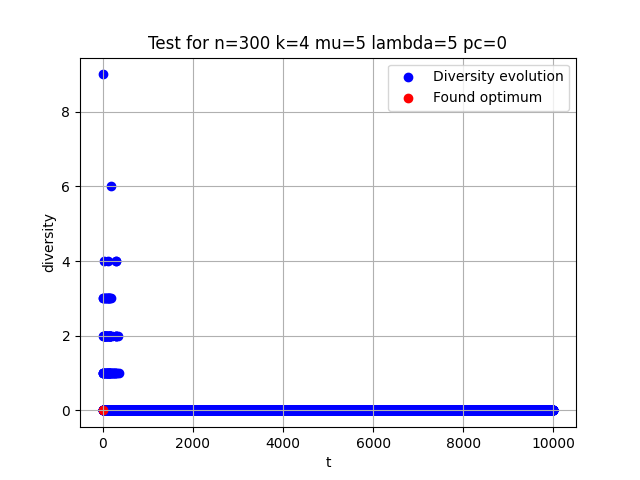 Test for n=300 k=4 mu=5 lambda=5 pc=0
Diversity evolution
Found optimum
diversity
8
6
4
2
0
0 2000 4000 6000 8000 10000
t